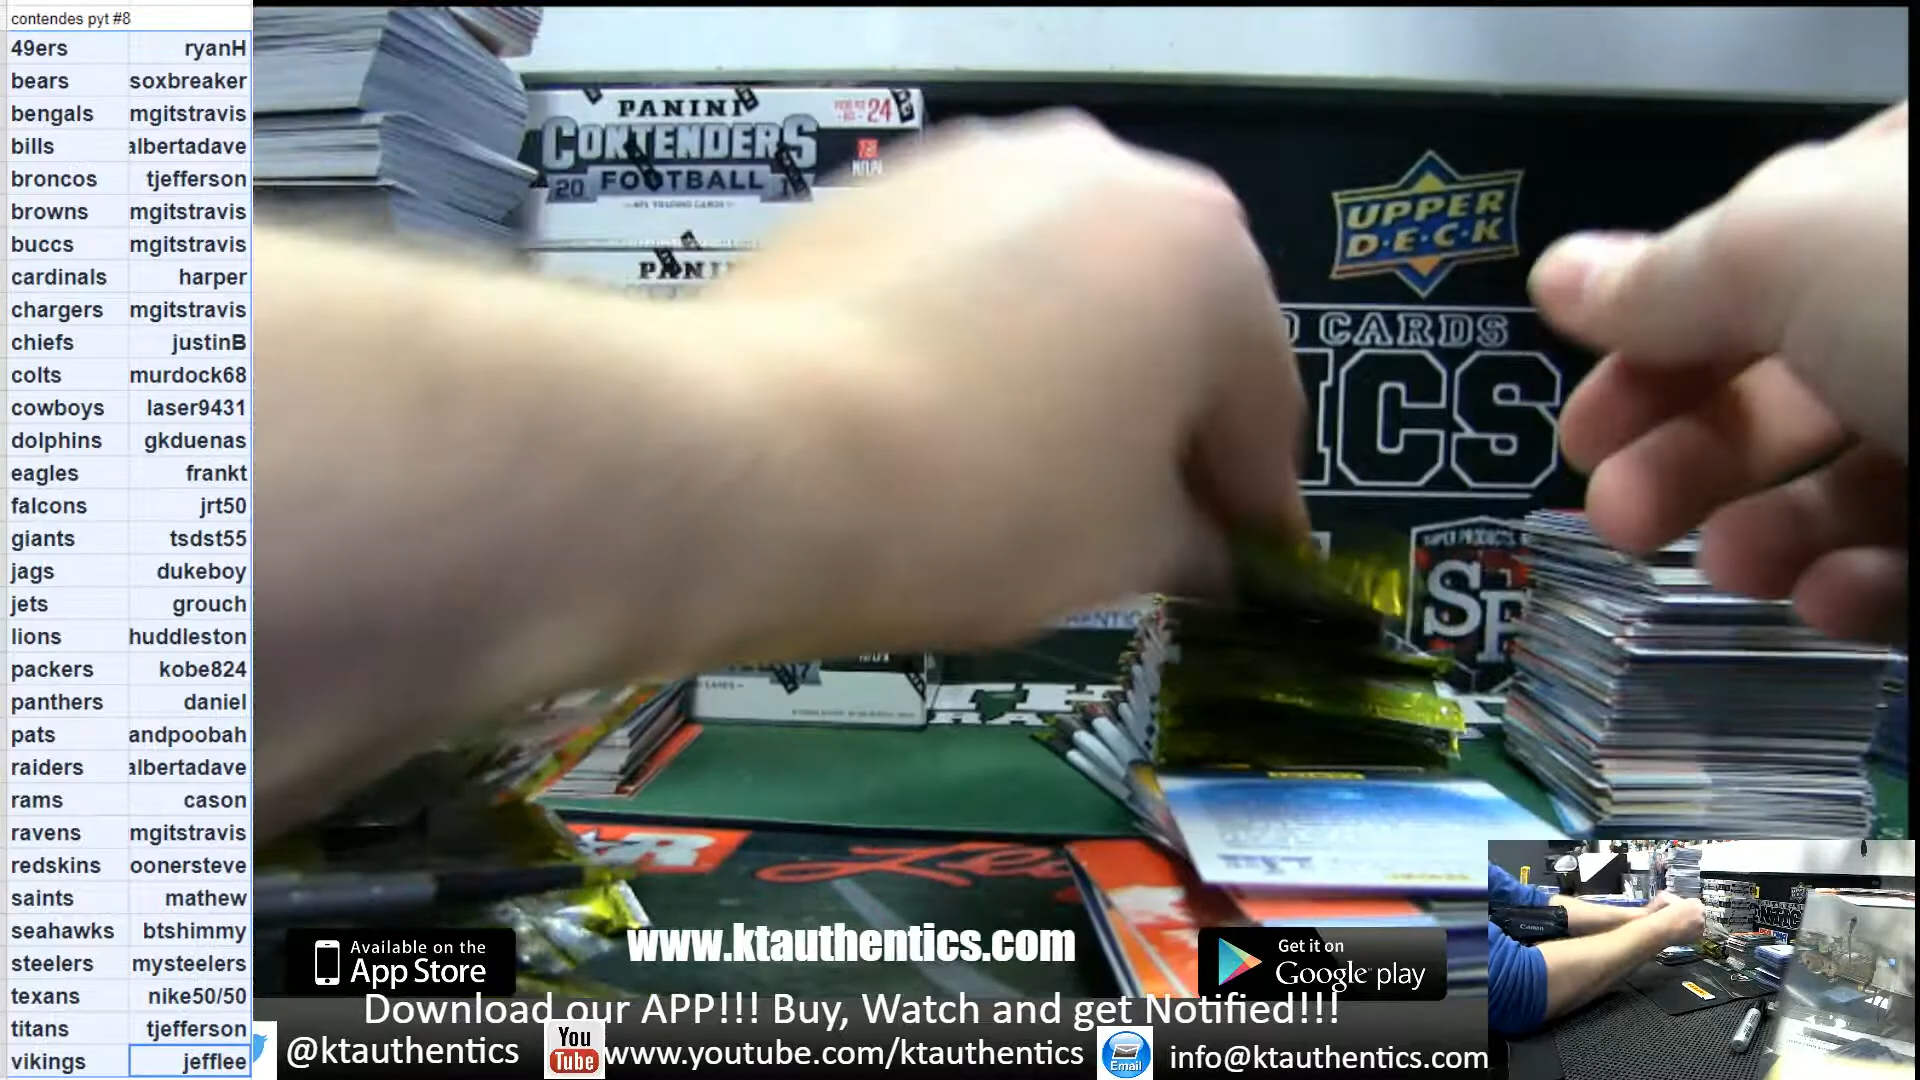 contendes pyt #8
49ers ryanH
bears soxbreaker
bengals mgitstravis
bills albertadave
broncos tjefferson
browns mgitstravis
buccs mgitstravis
cardinals harper
chargers mgitstravis
chiefs justinB
colts murdock68
cowboys laser9431
dolphins gkduenas
eagles frankt
falcons jrt50
giants tsdst55
jags dukeboy
jets grouch
lions huddleston
packers kobe824
panthers daniel
pats andpoobah
raiders albertadave
rams cason
ravens mgitstravis
redskins oonersteve
saints mathew
seahawks btshimmy
steelers mysteelers
texans nike50/50
titans tjefferson
vikings jefflee
PANINI
CONTENDERS
FOOTBALL
20
24
PANINI
UPPER
D·E·C·K
CARDS
ICS
SP
www.ktauthentics.com
Available on the
App Store
Get it on
Google play
Download our APP!!! Buy, Watch and get Notified!!!
@ktauthentics
You
Tube
www.youtube.com/ktauthentics
Email
info@ktauthentics.com